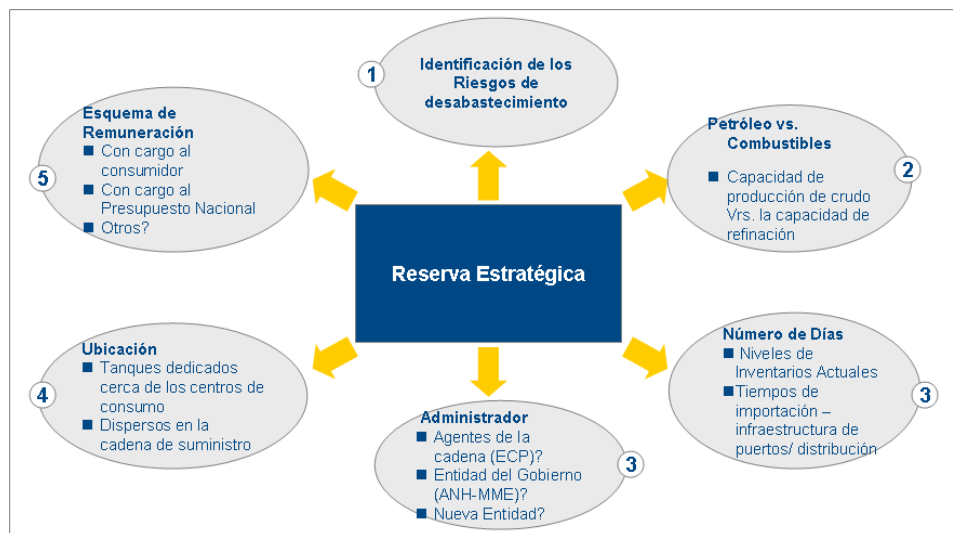 1
Identificación de los
Riesgos de
desabastecimiento
Petróleo vs.
Combustibles
■ Capacidad de
producción de crudo
Vrs. la capacidad de
refinación
2
Número de Días
■ Niveles de
Inventarios Actuales
■ Tiempos de
importación –
infraestructura de
puertos/ distribución
3
Administrador
■ Agentes de la
cadena (ECP)?
■ Entidad del Gobierno
(ANH-MME)?
■ Nueva Entidad?
3
Ubicación
■ Tanques dedicados
cerca de los centros de
consumo
■ Dispersos en la
cadena de suministro
4
Esquema de
Remuneración
■ Con cargo al
consumidor
■ Con cargo al
Presupuesto Nacional
■ Otros?
5
Reserva Estratégica